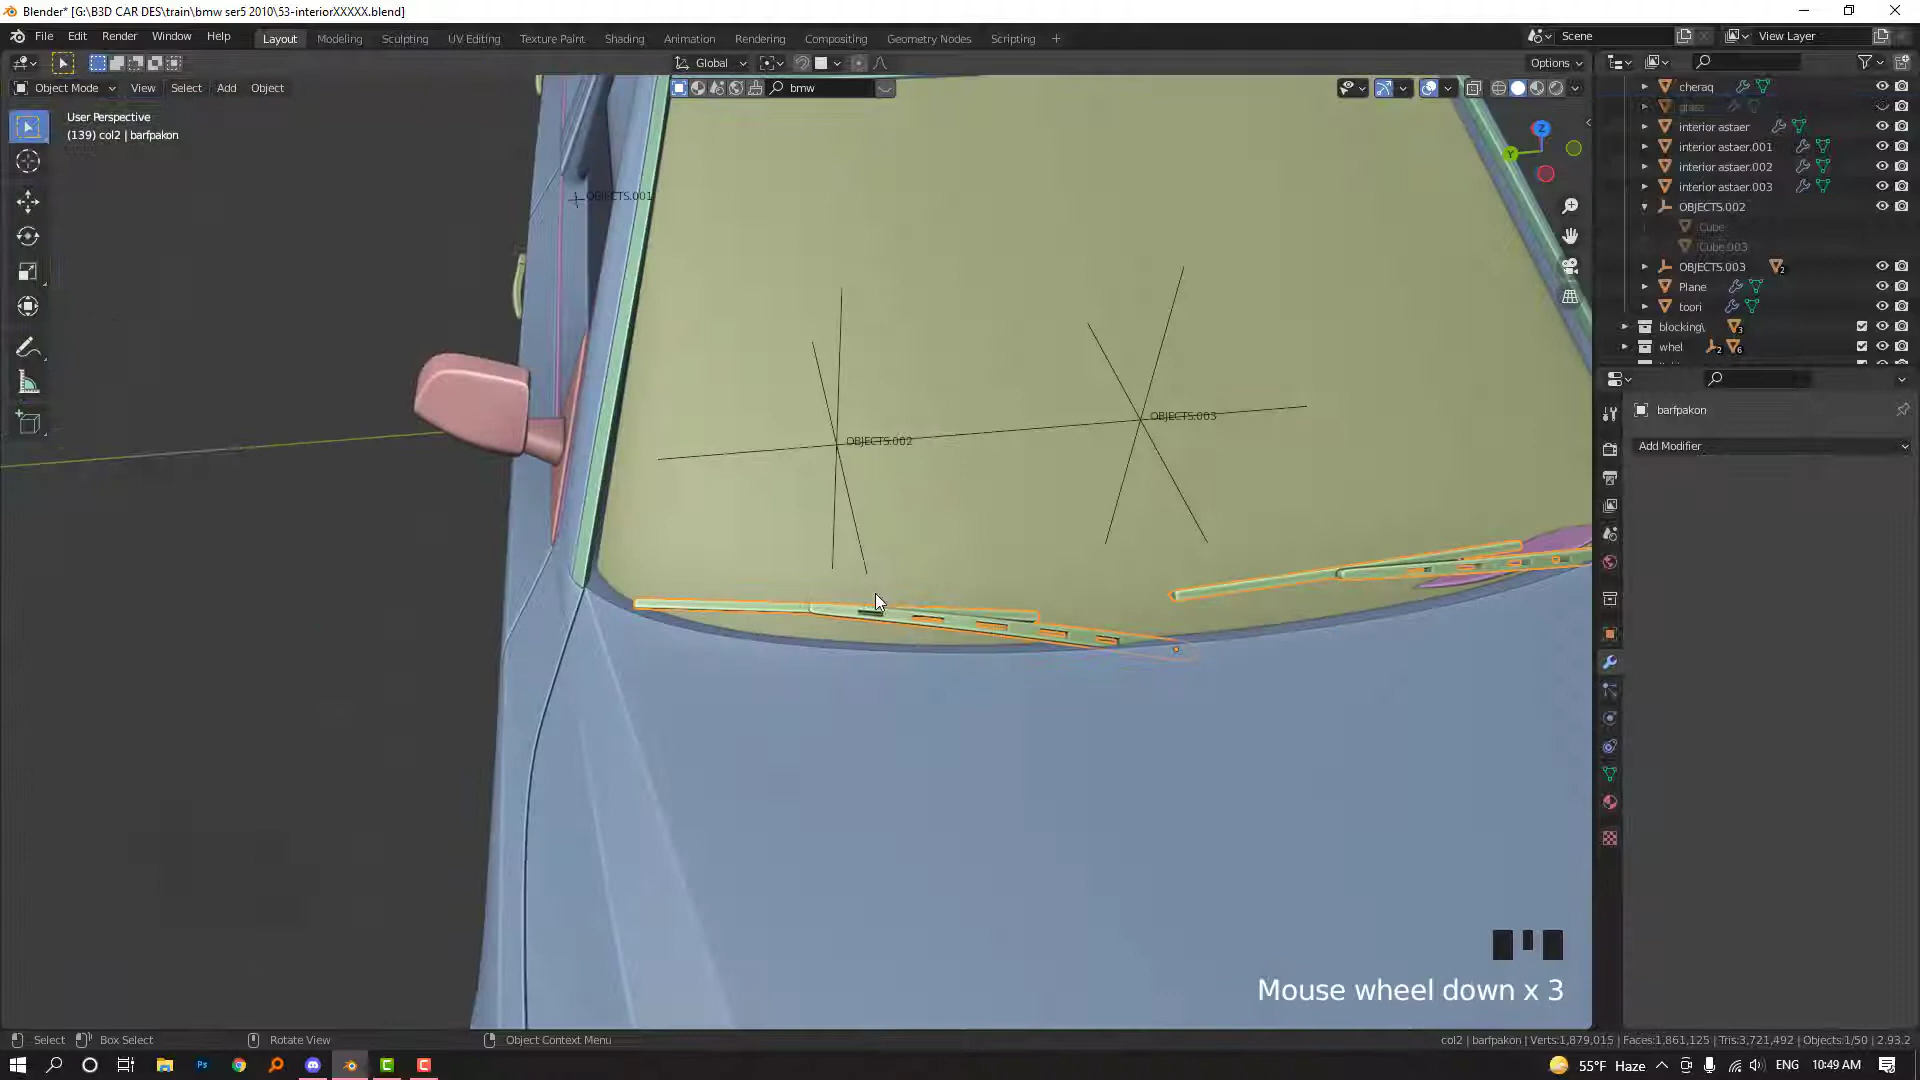 Blender* [G:\B3D CAR DES\train\bmw ser5 2010\53-interiorXXXXX.blend]
File Edit Render Window Help Layout Modeling Sculpting UV Editing Texture Paint Shading Animation Rendering Compositing Geometry Nodes Scripting + Scene View Layer
Global Options
Object Mode View Select Add Object bmw
User Perspective
(139) col2 | barfpakon
OBJECTS.001
OBJECTS.002
OBJECTS.003
Z
Y
cheraq
glass
interior astaer
interior astaer.001
interior astaer.002
interior astaer.003
OBJECTS.002
Cube
Cube.003
OBJECTS.003 2
Plane
toori
blocking\ 3
whel 2 6
barfpakon
Add Modifier
Mouse wheel down x 3
Select Box Select Rotate View Object Context Menu
col2 | barfpakon | Verts:1,879,015 | Faces:1,861,125 | Tris:3,721,492 | Objects:1/50 | 2.93.2
55°F Haze ENG 10:49 AM